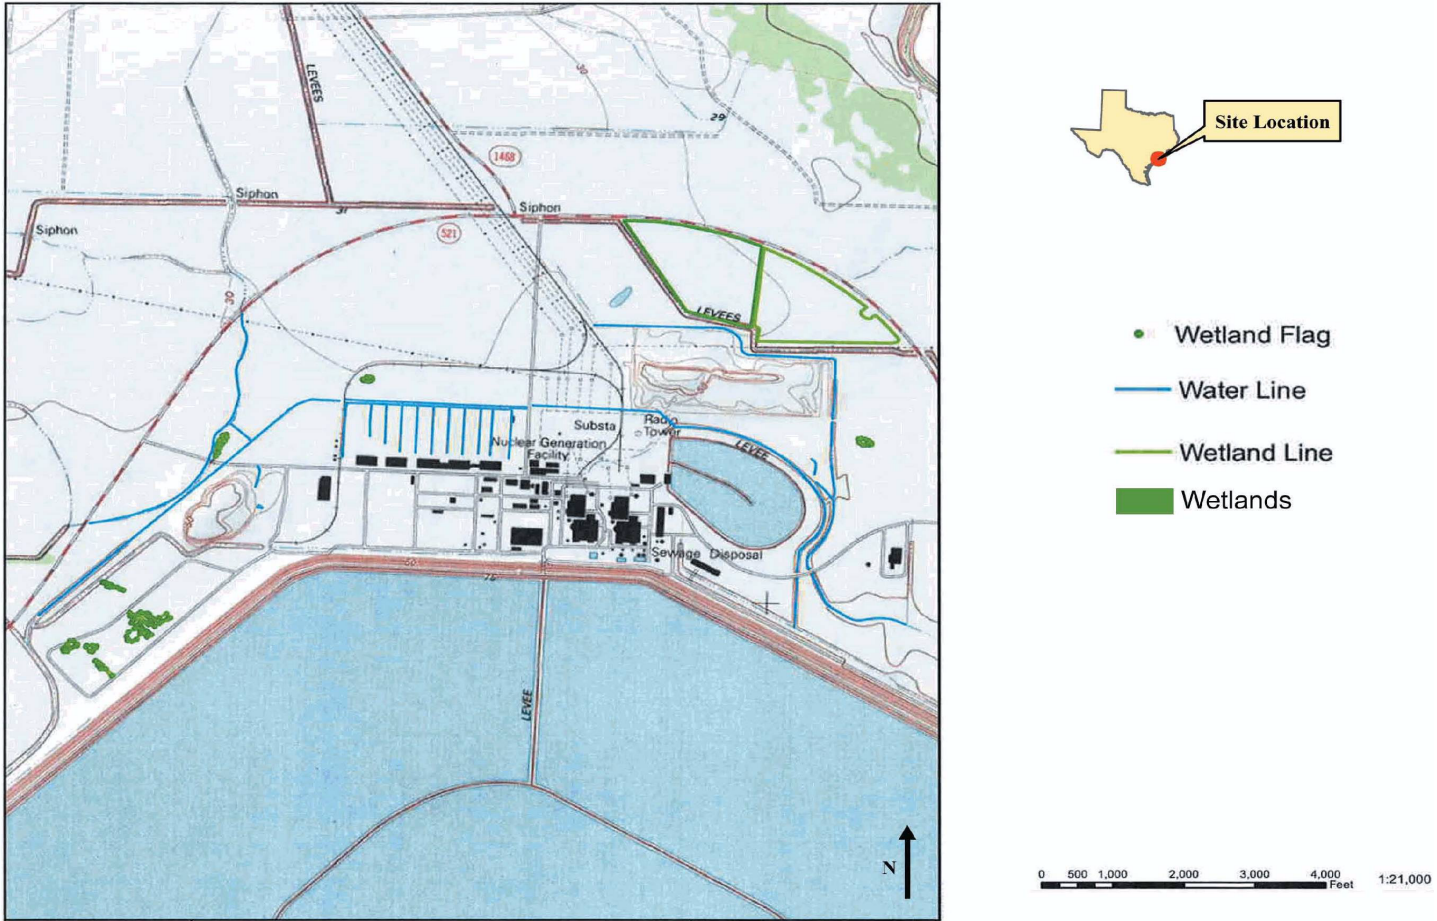 LEVEES
30
29
1468
Siphon
31
Siphon
Siphon
521
30
LEVEES
Substa
Radio
Tower
Nuclear Generation
Facility
LEVEE
Sewage Disposal
50
75
LEVEE
N
Site Location
Wetland Flag
Water Line
Wetland Line
Wetlands
0 500 1,000 2,000 3,000 4,000
Feet
1:21,000